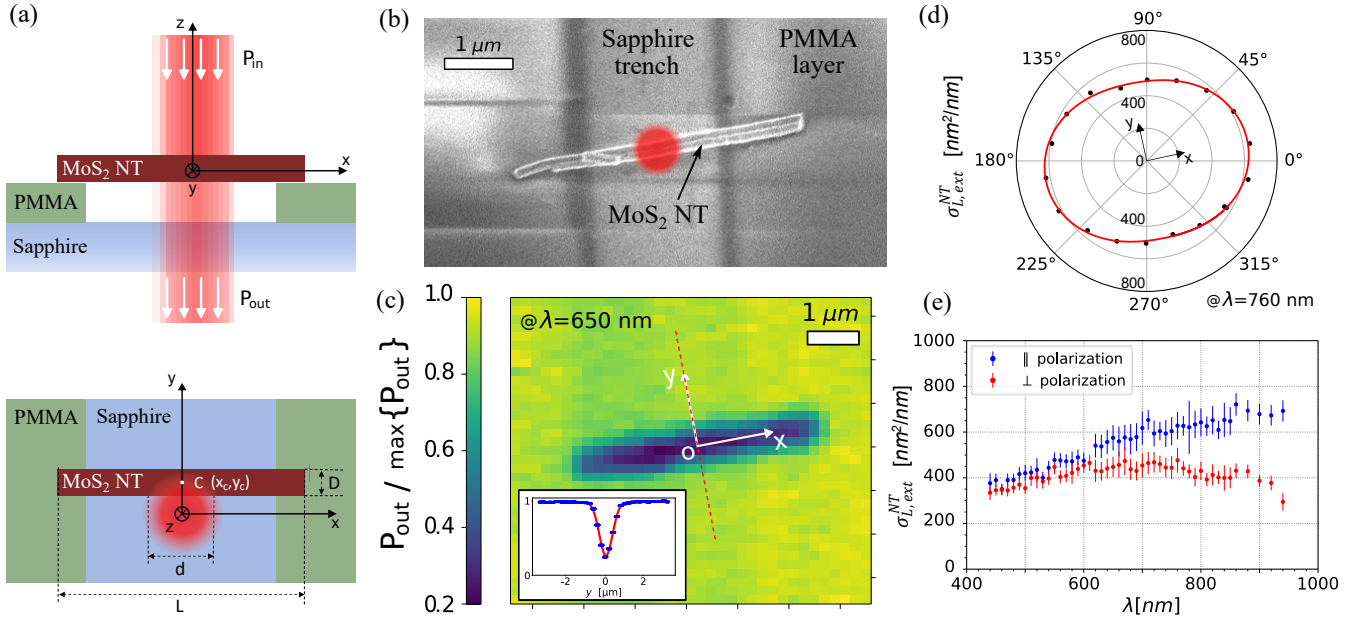 (a)
z
P_in
MoS₂ NT
x
y
PMMA
Sapphire
P_out
y
PMMA
Sapphire
MoS₂ NT
C (x_c,y_c)
D
z
x
d
L
(b)
1 μm
Sapphire
trench
PMMA
layer
MoS₂ NT
(c)
P_out / max{P_out}
1.0
0.8
0.6
0.4
0.2
@λ=650 nm
1 μm
y
o
x
1
0
-2
0
2
y [μm]
(d)
σ^NT_L,ext [nm²/nm]
90°
135°
45°
180°
0°
225°
315°
270°
800
400
0
400
800
y
x
@λ=760 nm
(e)
σ^NT_L,ext [nm²/nm]
1000
800
600
400
200
0
∥ polarization
⊥ polarization
400
600
800
1000
λ[nm]